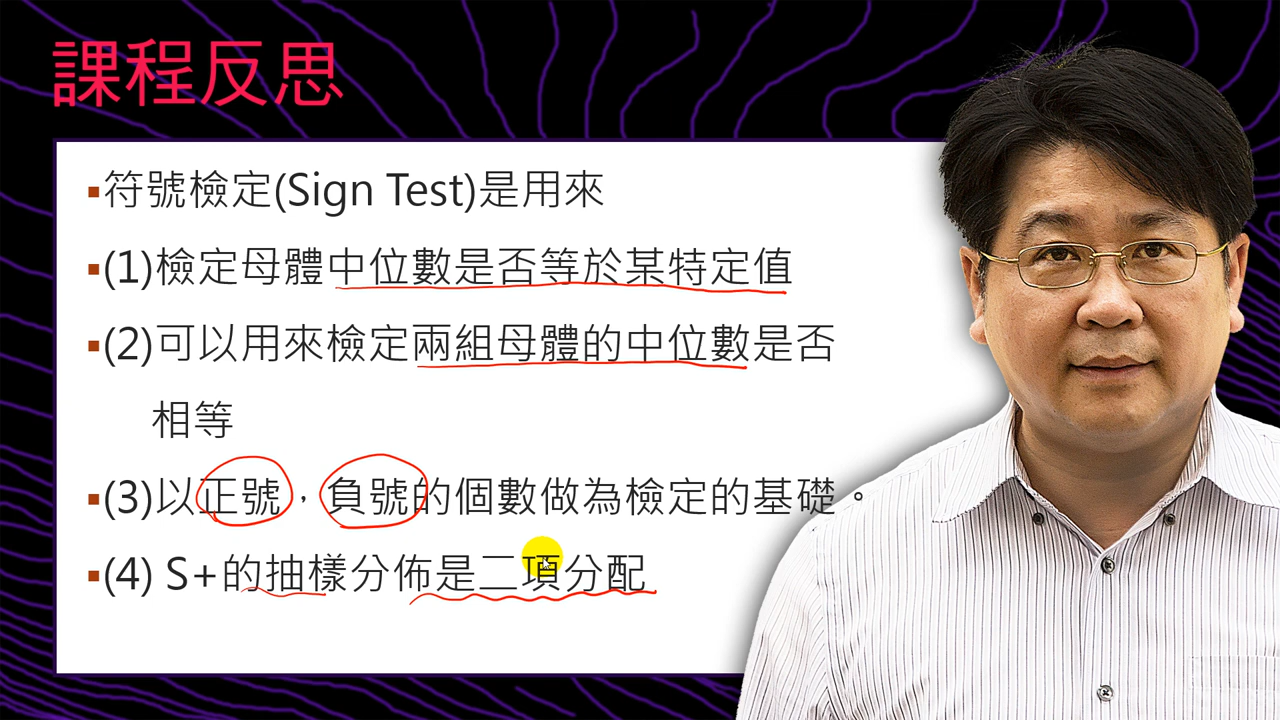 課程反思
▪符號檢定(Sign Test)是用來
▪(1)檢定母體中位數是否等於某特定值
▪(2)可以用來檢定兩組母體的中位數是否
相等
▪(3)以正號，負號的個數做為檢定的基礎。
▪(4) S+的抽樣分佈是二項分配